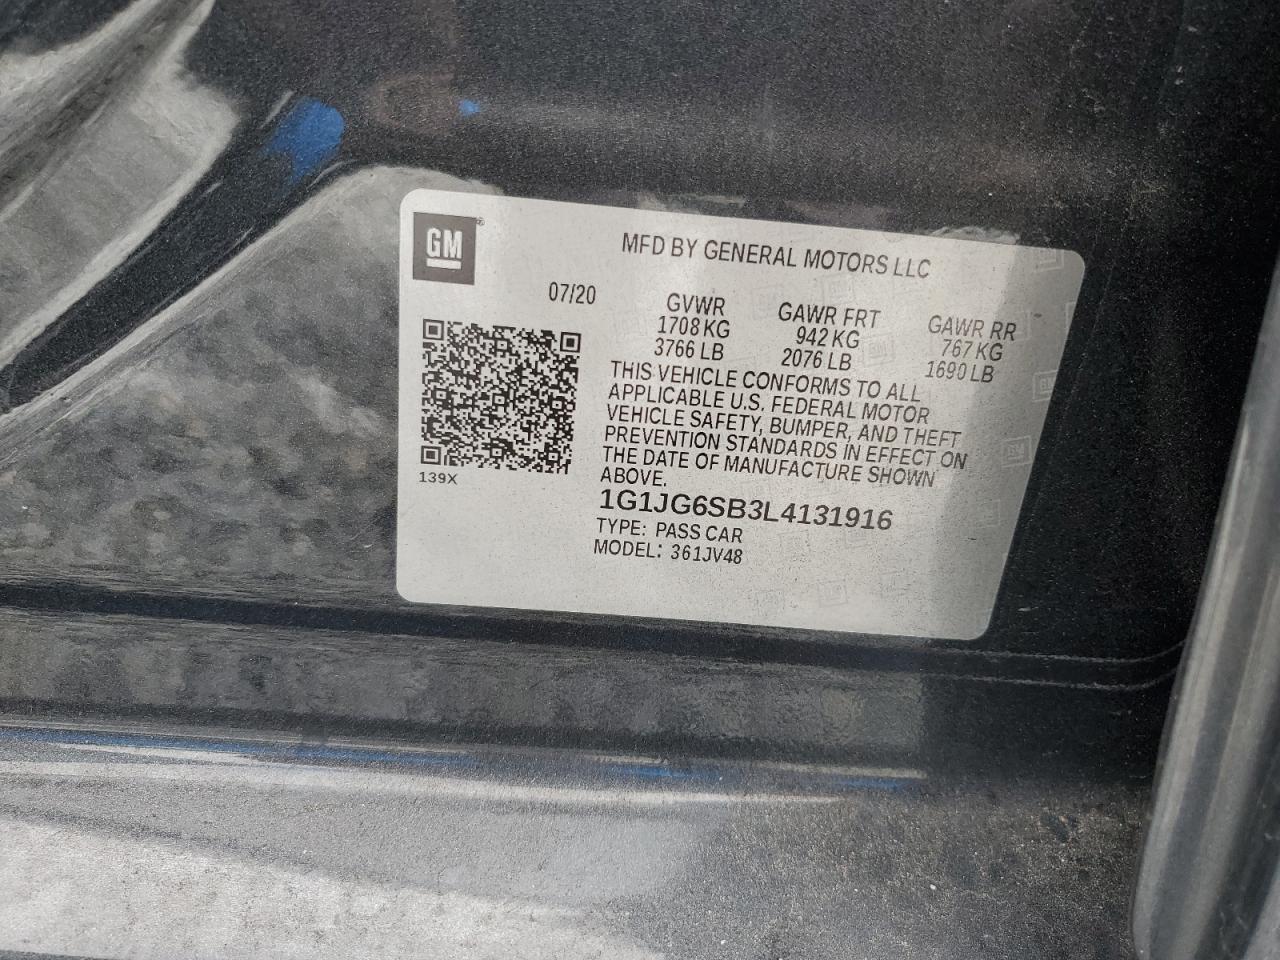 GM
MFD BY GENERAL MOTORS LLC
07/20
GVWR GAWR FRT GAWR RR
1708 KG 942 KG 767 KG
3766 LB 2076 LB 1690 LB
THIS VEHICLE CONFORMS TO ALL
APPLICABLE U.S. FEDERAL MOTOR
VEHICLE SAFETY, BUMPER, AND THEFT
PREVENTION STANDARDS IN EFFECT ON
THE DATE OF MANUFACTURE SHOWN
ABOVE.
139X
1G1JG6SB3L4131916
TYPE: PASS CAR
MODEL: 361JV48